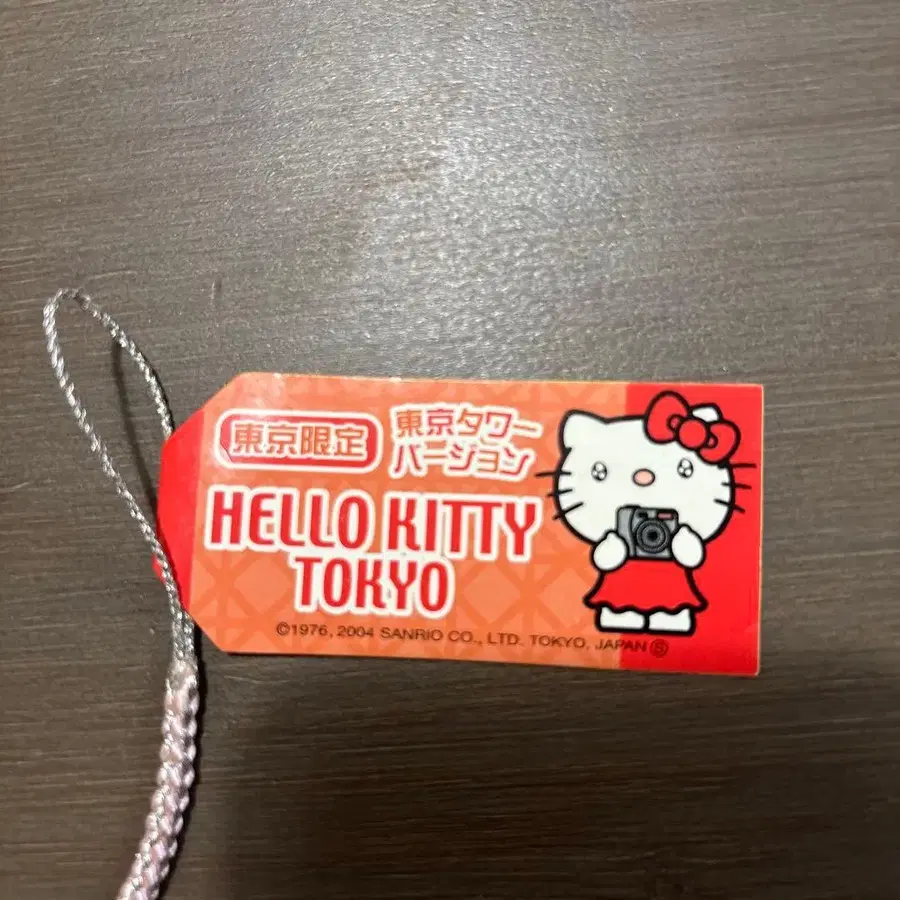 東京限定
東京タワー
バージョン
HELLO KITTY
TOKYO
©1976, 2004 SANRIO CO., LTD. TOKYO, JAPAN Ⓢ